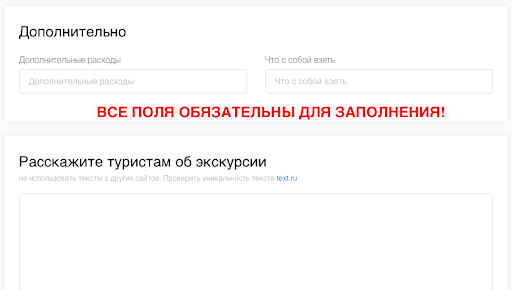 Дополнительно
Дополнительные расходы
Что с собой взять
Дополнительные расходы
Что с собой взять
ВСЕ ПОЛЯ ОБЯЗАТЕЛЬНЫ ДЛЯ ЗАПОЛНЕНИЯ!
Расскажите туристам об экскурсии
не использовать тексты с других сайтов. Проверить уникальность текста text.ru